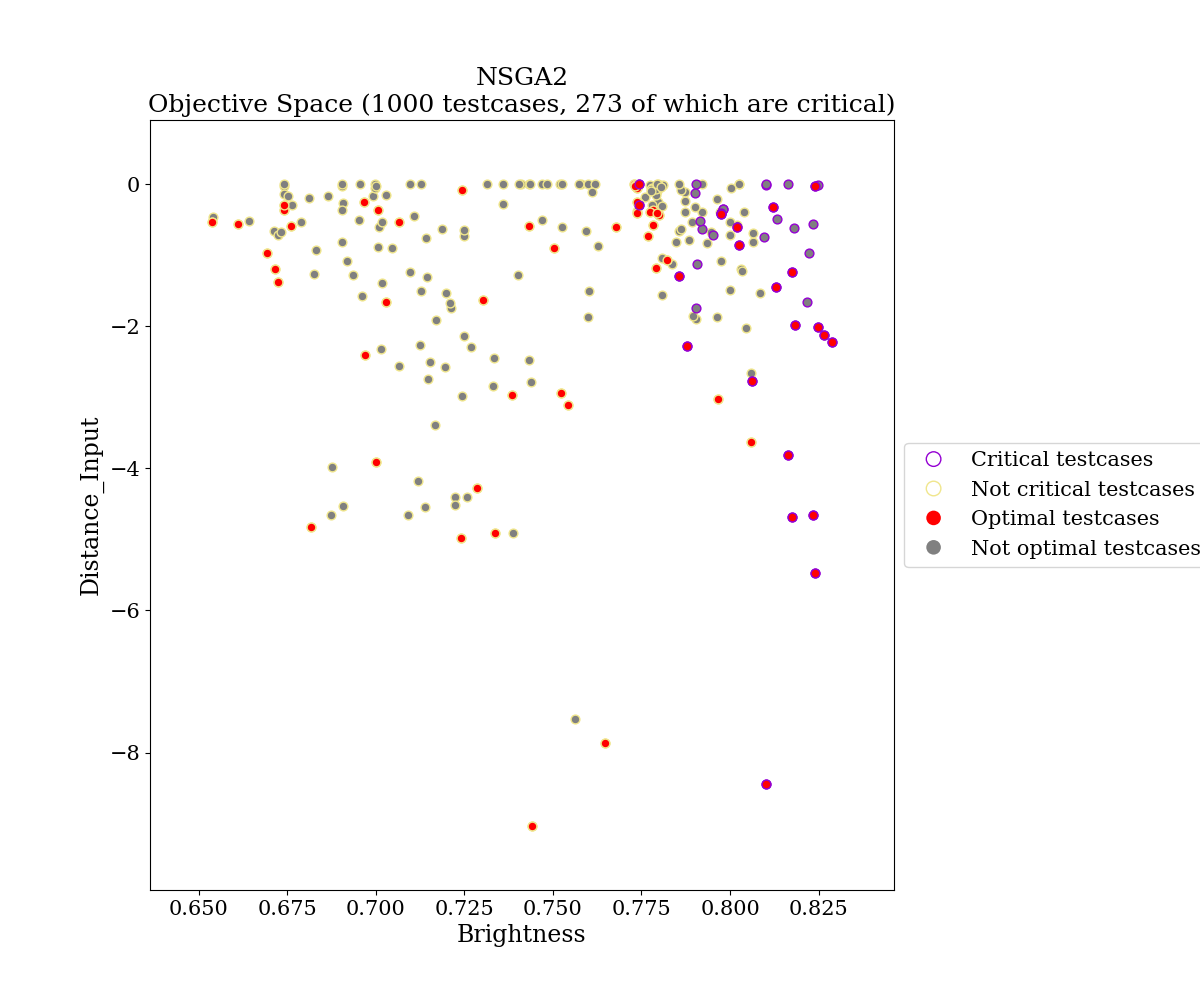 NSGA2
Objective Space (1000 testcases, 273 of which are critical)
0
−2
−4
−6
−8
Distance_Input
0.650 0.675 0.700 0.725 0.750 0.775 0.800 0.825
Brightness
Critical testcases
Not critical testcases
Optimal testcases
Not optimal testcases